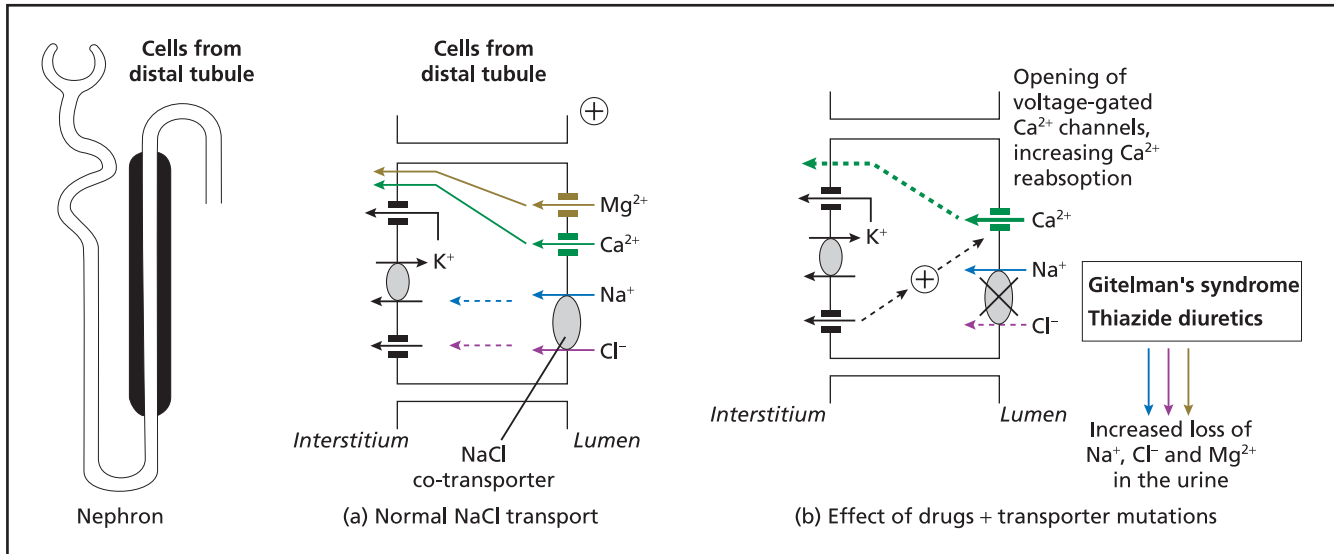 Cells from
distal tubule
Nephron
Cells from
distal tubule
+
Mg²⁺
K⁺
Ca²⁺
Na⁺
Cl⁻
Interstitium
Lumen
NaCl
co-transporter
(a) Normal NaCl transport
Opening of
voltage-gated
Ca²⁺ channels,
increasing Ca²⁺
reabsoption
Ca²⁺
K⁺
+
Na⁺
Cl⁻
Interstitium
Lumen
Gitelman's syndrome
Thiazide diuretics
Increased loss of
Na⁺, Cl⁻ and Mg²⁺
in the urine
(b) Effect of drugs + transporter mutations